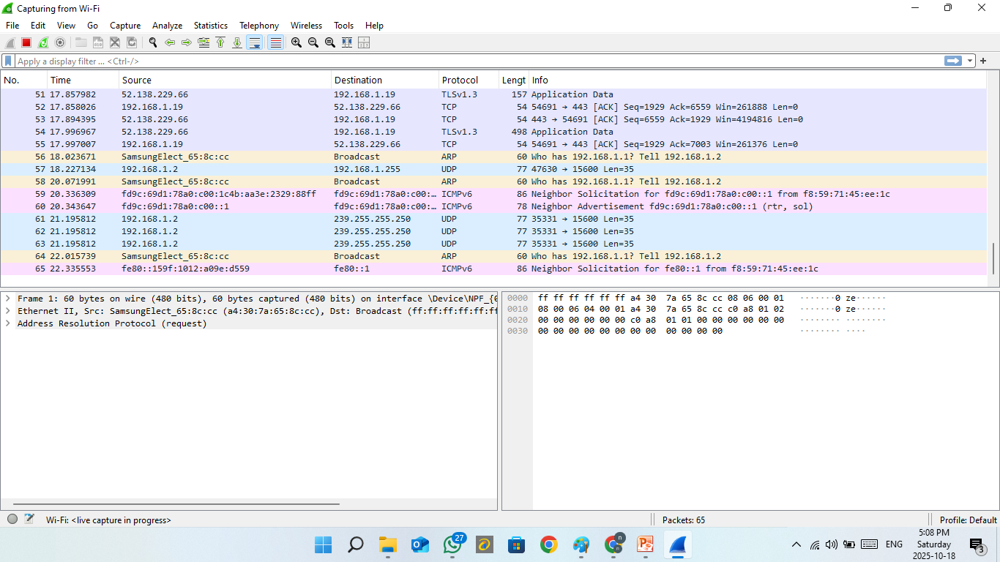 Capturing from Wi-Fi
File Edit View Go Capture Analyze Statistics Telephony Wireless Tools Help
Apply a display filter ... <Ctrl-/>
No. Time Source Destination Protocol Lengt Info
51 17.857982 52.138.229.66 192.168.1.19 TLSv1.3 157 Application Data
52 17.858026 192.168.1.19 52.138.229.66 TCP 54 54691 → 443 [ACK] Seq=1929 Ack=6559 Win=261888 Len=0
53 17.894395 52.138.229.66 192.168.1.19 TCP 54 443 → 54691 [ACK] Seq=6559 Ack=1929 Win=4194816 Len=0
54 17.996967 52.138.229.66 192.168.1.19 TLSv1.3 498 Application Data
55 17.997007 192.168.1.19 52.138.229.66 TCP 54 54691 → 443 [ACK] Seq=1929 Ack=7003 Win=261376 Len=0
56 18.023671 SamsungElect_65:8c:cc Broadcast ARP 60 Who has 192.168.1.1? Tell 192.168.1.2
57 18.227134 192.168.1.2 192.168.1.255 UDP 77 47630 → 15600 Len=35
58 20.071991 SamsungElect_65:8c:cc Broadcast ARP 60 Who has 192.168.1.1? Tell 192.168.1.2
59 20.336309 fd9c:69d1:78a0:c00:1c4b:aa3e:2329:88ff fd9c:69d1:78a0:c00:… ICMPv6 86 Neighbor Solicitation for fd9c:69d1:78a0:c00::1 from f8:59:71:45:ee:1c
60 20.343647 fd9c:69d1:78a0:c00::1 fd9c:69d1:78a0:c00:… ICMPv6 78 Neighbor Advertisement fd9c:69d1:78a0:c00::1 (rtr, sol)
61 21.195812 192.168.1.2 239.255.255.250 UDP 77 35331 → 15600 Len=35
62 21.195812 192.168.1.2 239.255.255.250 UDP 77 35331 → 15600 Len=35
63 21.195812 192.168.1.2 239.255.255.250 UDP 77 35331 → 15600 Len=35
64 22.015739 SamsungElect_65:8c:cc Broadcast ARP 60 Who has 192.168.1.1? Tell 192.168.1.2
65 22.335553 fe80::159f:1012:a09e:d559 fe80::1 ICMPv6 86 Neighbor Solicitation for fe80::1 from f8:59:71:45:ee:1c
Frame 1: 60 bytes on wire (480 bits), 60 bytes captured (480 bits) on interface \Device\NPF_{0
Ethernet II, Src: SamsungElect_65:8c:cc (a4:30:7a:65:8c:cc), Dst: Broadcast (ff:ff:ff:ff:ff:ff
Address Resolution Protocol (request)
0000 ff ff ff ff ff ff a4 30 7a 65 8c cc 08 06 00 01 ·······0 ze······
0010 08 00 06 04 00 01 a4 30 7a 65 8c cc c0 a8 01 02 ·······0 ze······
0020 00 00 00 00 00 00 c0 a8 01 01 00 00 00 00 00 00 ········ ········
0030 00 00 00 00 00 00 00 00 00 00 00 00 ········ ····
Wi-Fi: <live capture in progress> Packets: 65 Profile: Default
27
n
ENG
5:08 PM
Saturday
2025-10-18
3